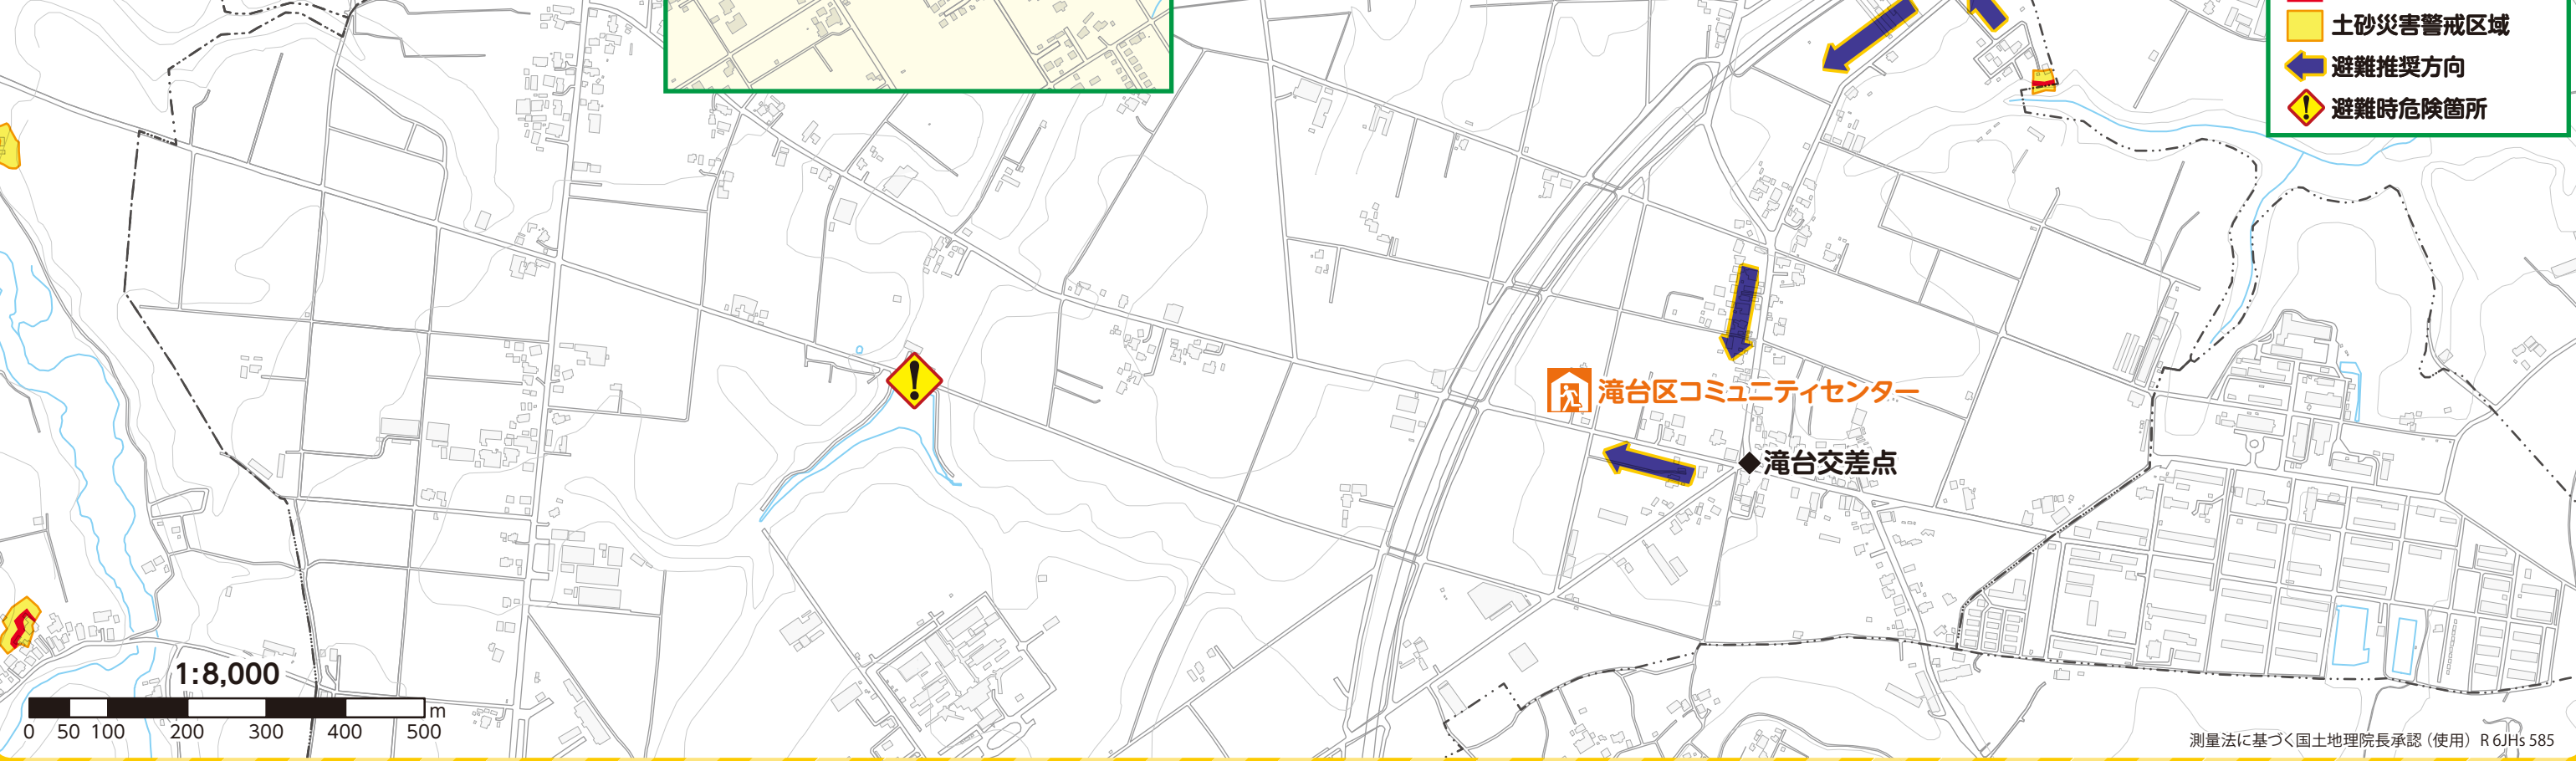 土砂災害警戒区域
避難推奨方向
避難時危険箇所
滝台区コミュニティセンター
滝台交差点
1:8,000
0 50 100 200 300 400 500 m
測量法に基づく国土地理院長承認（使用）R 6JHs 585